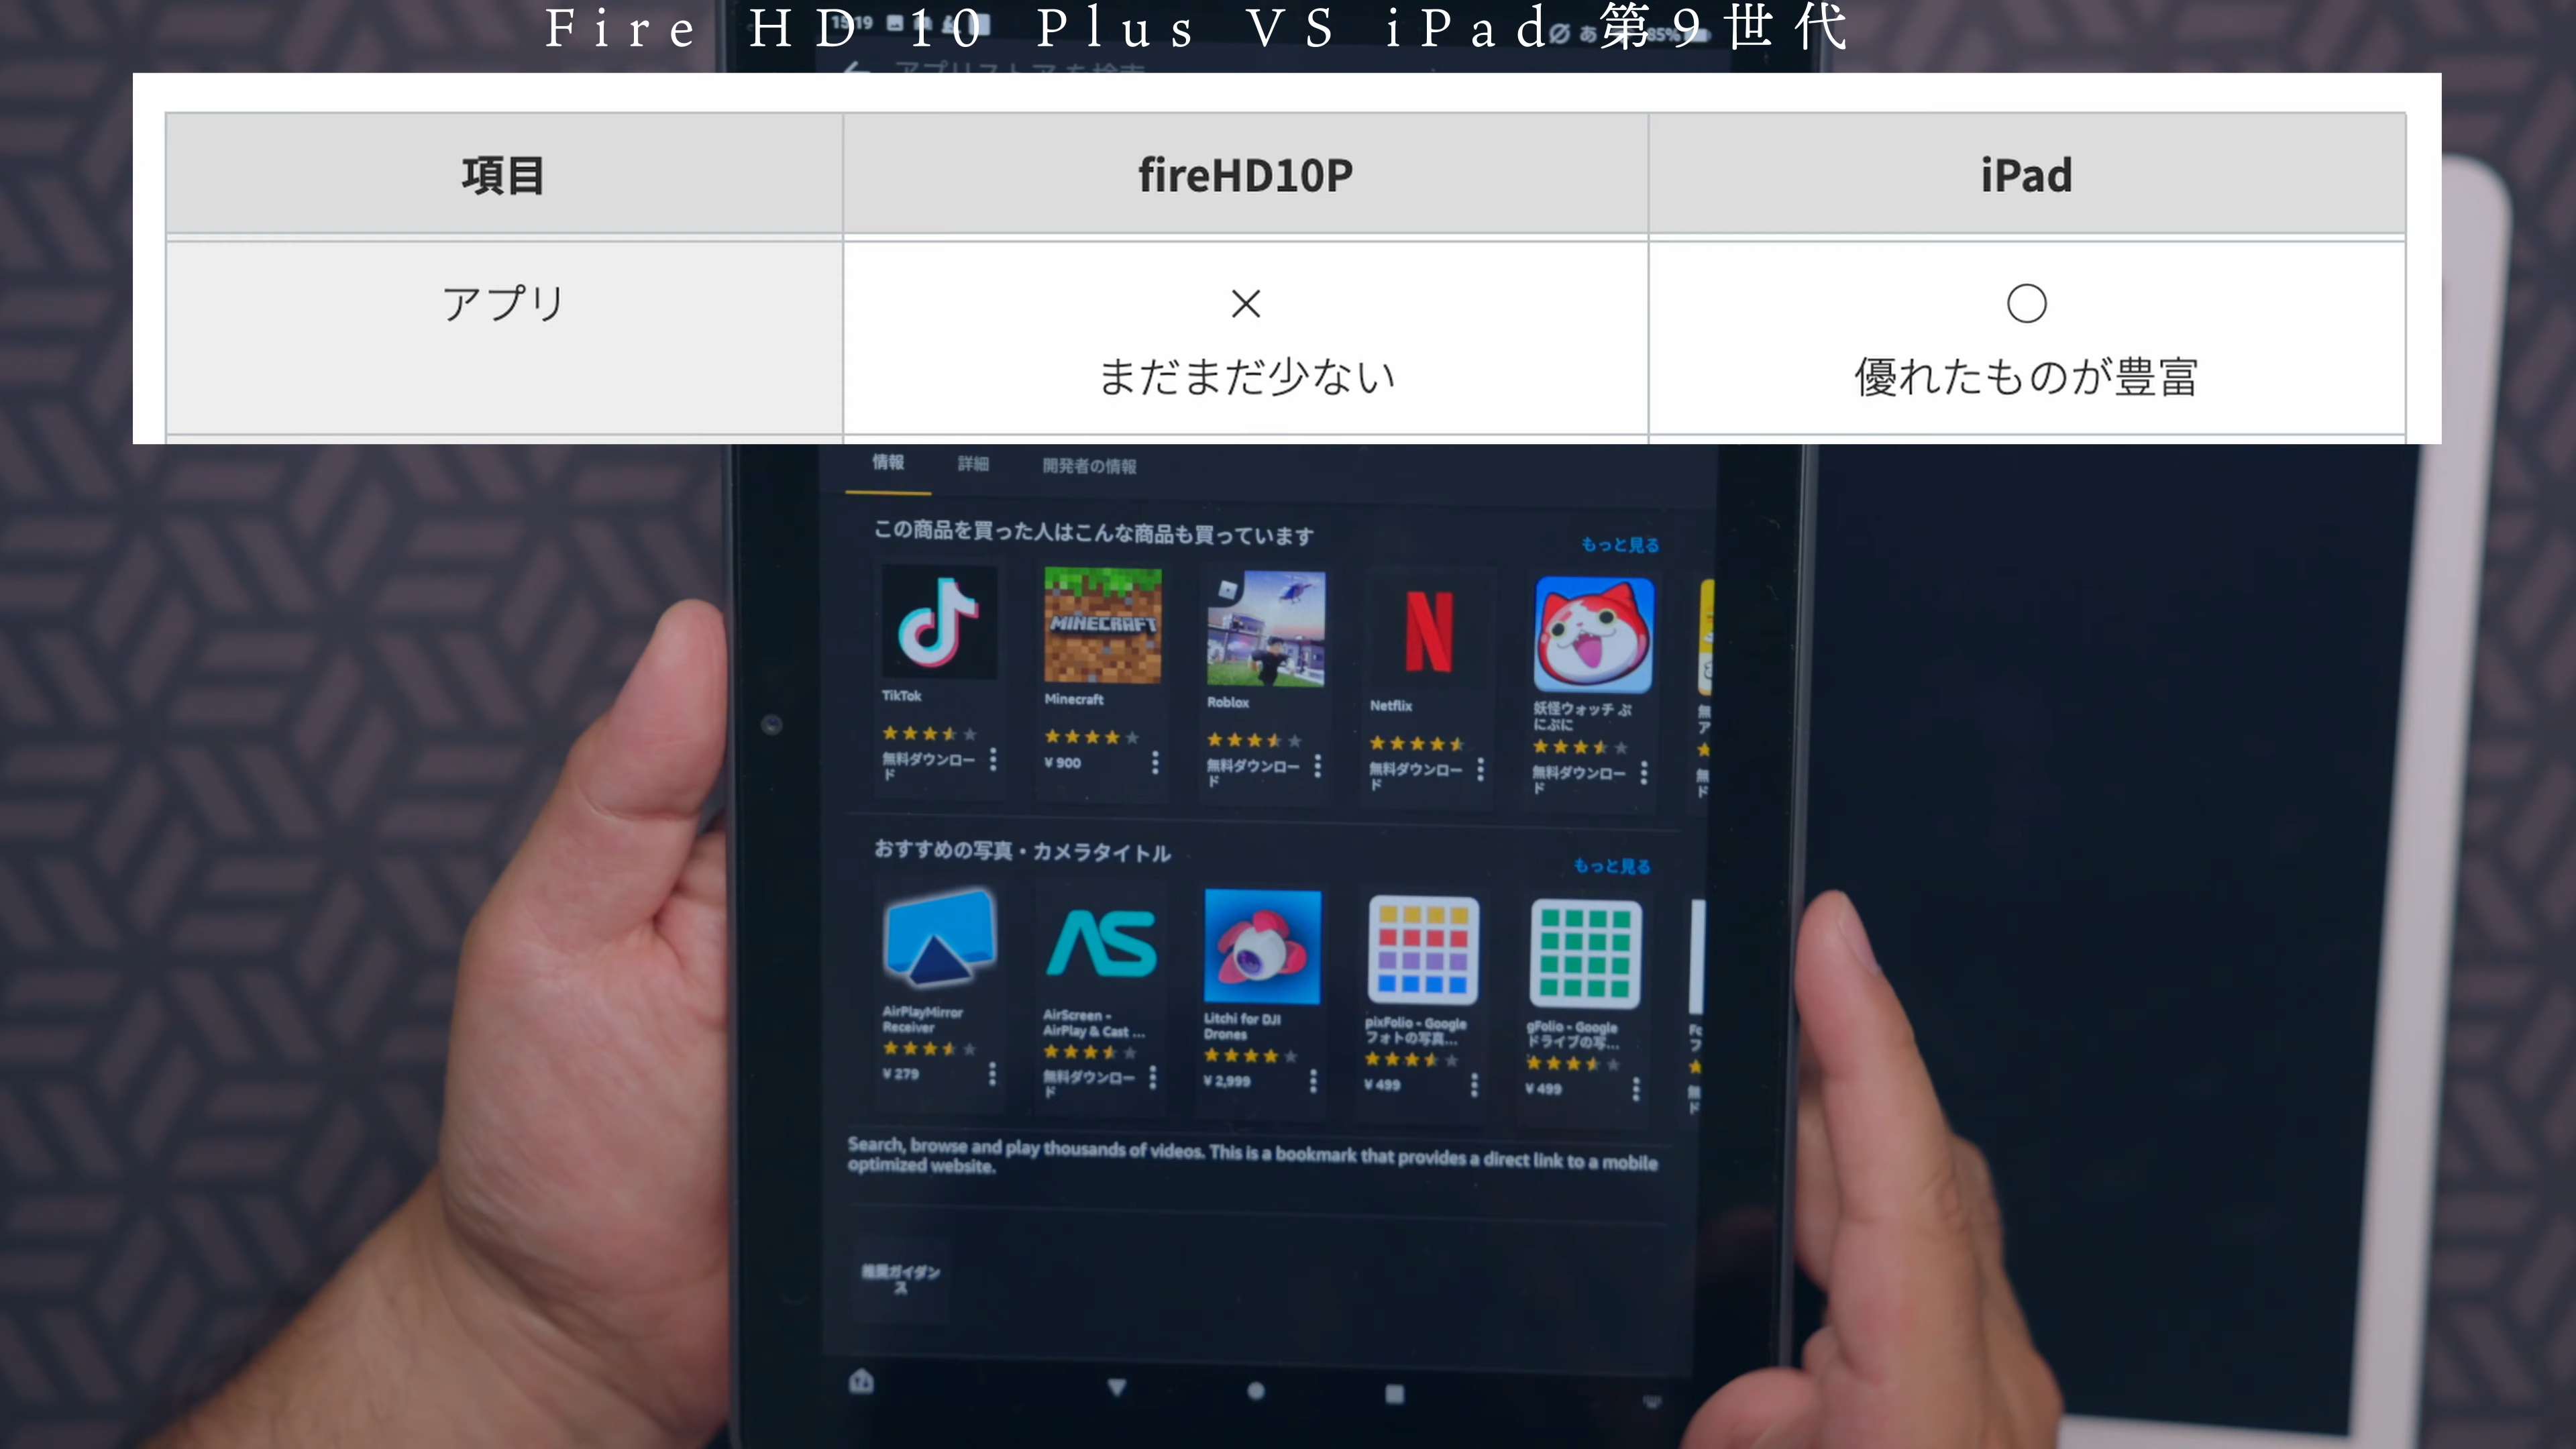 Fire HD 10 Plus VS iPad 第9世代
15:19
あ
85%
項目 fireHD10P iPad
アプリ × ○
まだまだ少ない 優れたものが豊富
情報 詳細 開発者の情報
この商品を買った人はこんな商品も買っています もっと見る
MINECRAFT
N
TikTok Minecraft Roblox Netflix 妖怪ウォッチ ぷ
にぷに
無料ダウンロー
ド ¥ 900 無料ダウンロー
ド 無料ダウンロー
ド 無料ダウンロー
ド
おすすめの写真・カメラタイトル もっと見る
AS
AirPlayMirror
Receiver AirScreen -
AirPlay & Cast ... Litchi for DJI
Drones pixFolio - Google
フォトの写真... gFolio - Google
ドライブの写...
¥ 279 無料ダウンロー
ド ¥ 2,999 ¥ 499 ¥ 499
Search, browse and play thousands of videos. This is a bookmark that provides a direct link to a mobile
optimized website.